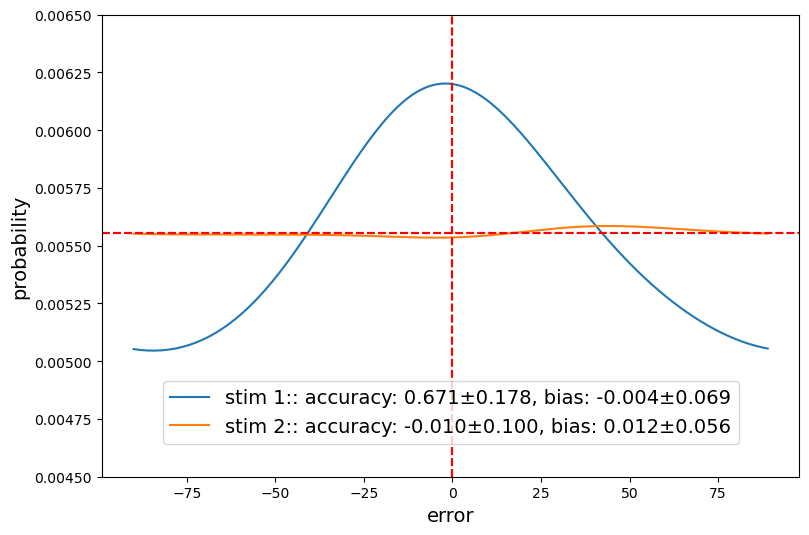 0.00650
0.00625
0.00600
0.00575
0.00550
0.00525
0.00500
0.00475
0.00450
probability
stim 1:: accuracy: 0.671±0.178, bias: -0.004±0.069
stim 2:: accuracy: -0.010±0.100, bias: 0.012±0.056
−75 −50 −25 0 25 50 75
error